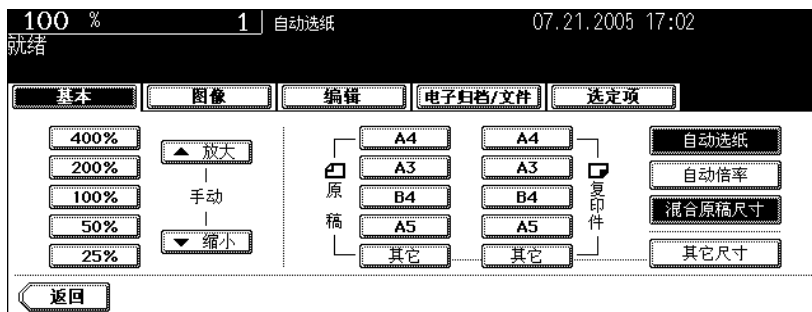 100 % 1 自动选纸 07.21.2005 17:02
就绪
基本 图像 编辑 电子归档/文件 选定项
400% 放大 A4 A4 自动选纸
200% A3 A3 自动倍率
100% 手动 原稿 B4 B4 复印件 混合原稿尺寸
50% A5 A5
25% 缩小 其它 其它 其它尺寸
返回